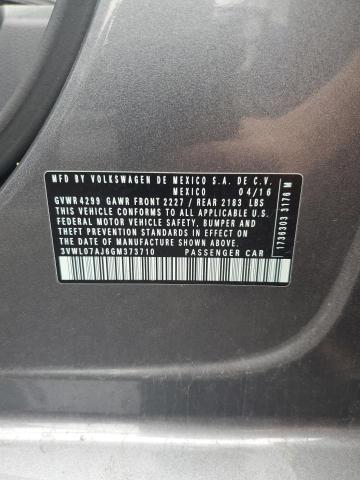 MFD BY VOLKSWAGEN DE MEXICO S.A. DE C.V.
MEXICO 04/16
GVWR 4299 GAWR FRONT 2227 / REAR 2183 LBS
THIS VEHICLE CONFORMS TO ALL APPLICABLE U.S.
FEDERAL MOTOR VEHICLE SAFETY, BUMPER AND
THEFT PREVENTION STANDARDS IN EFFECT ON THE
DATE OF MANUFACTURE SHOWN ABOVE.
3VWL07AJ6GM373710 PASSENGER CAR
1736303 3176 M